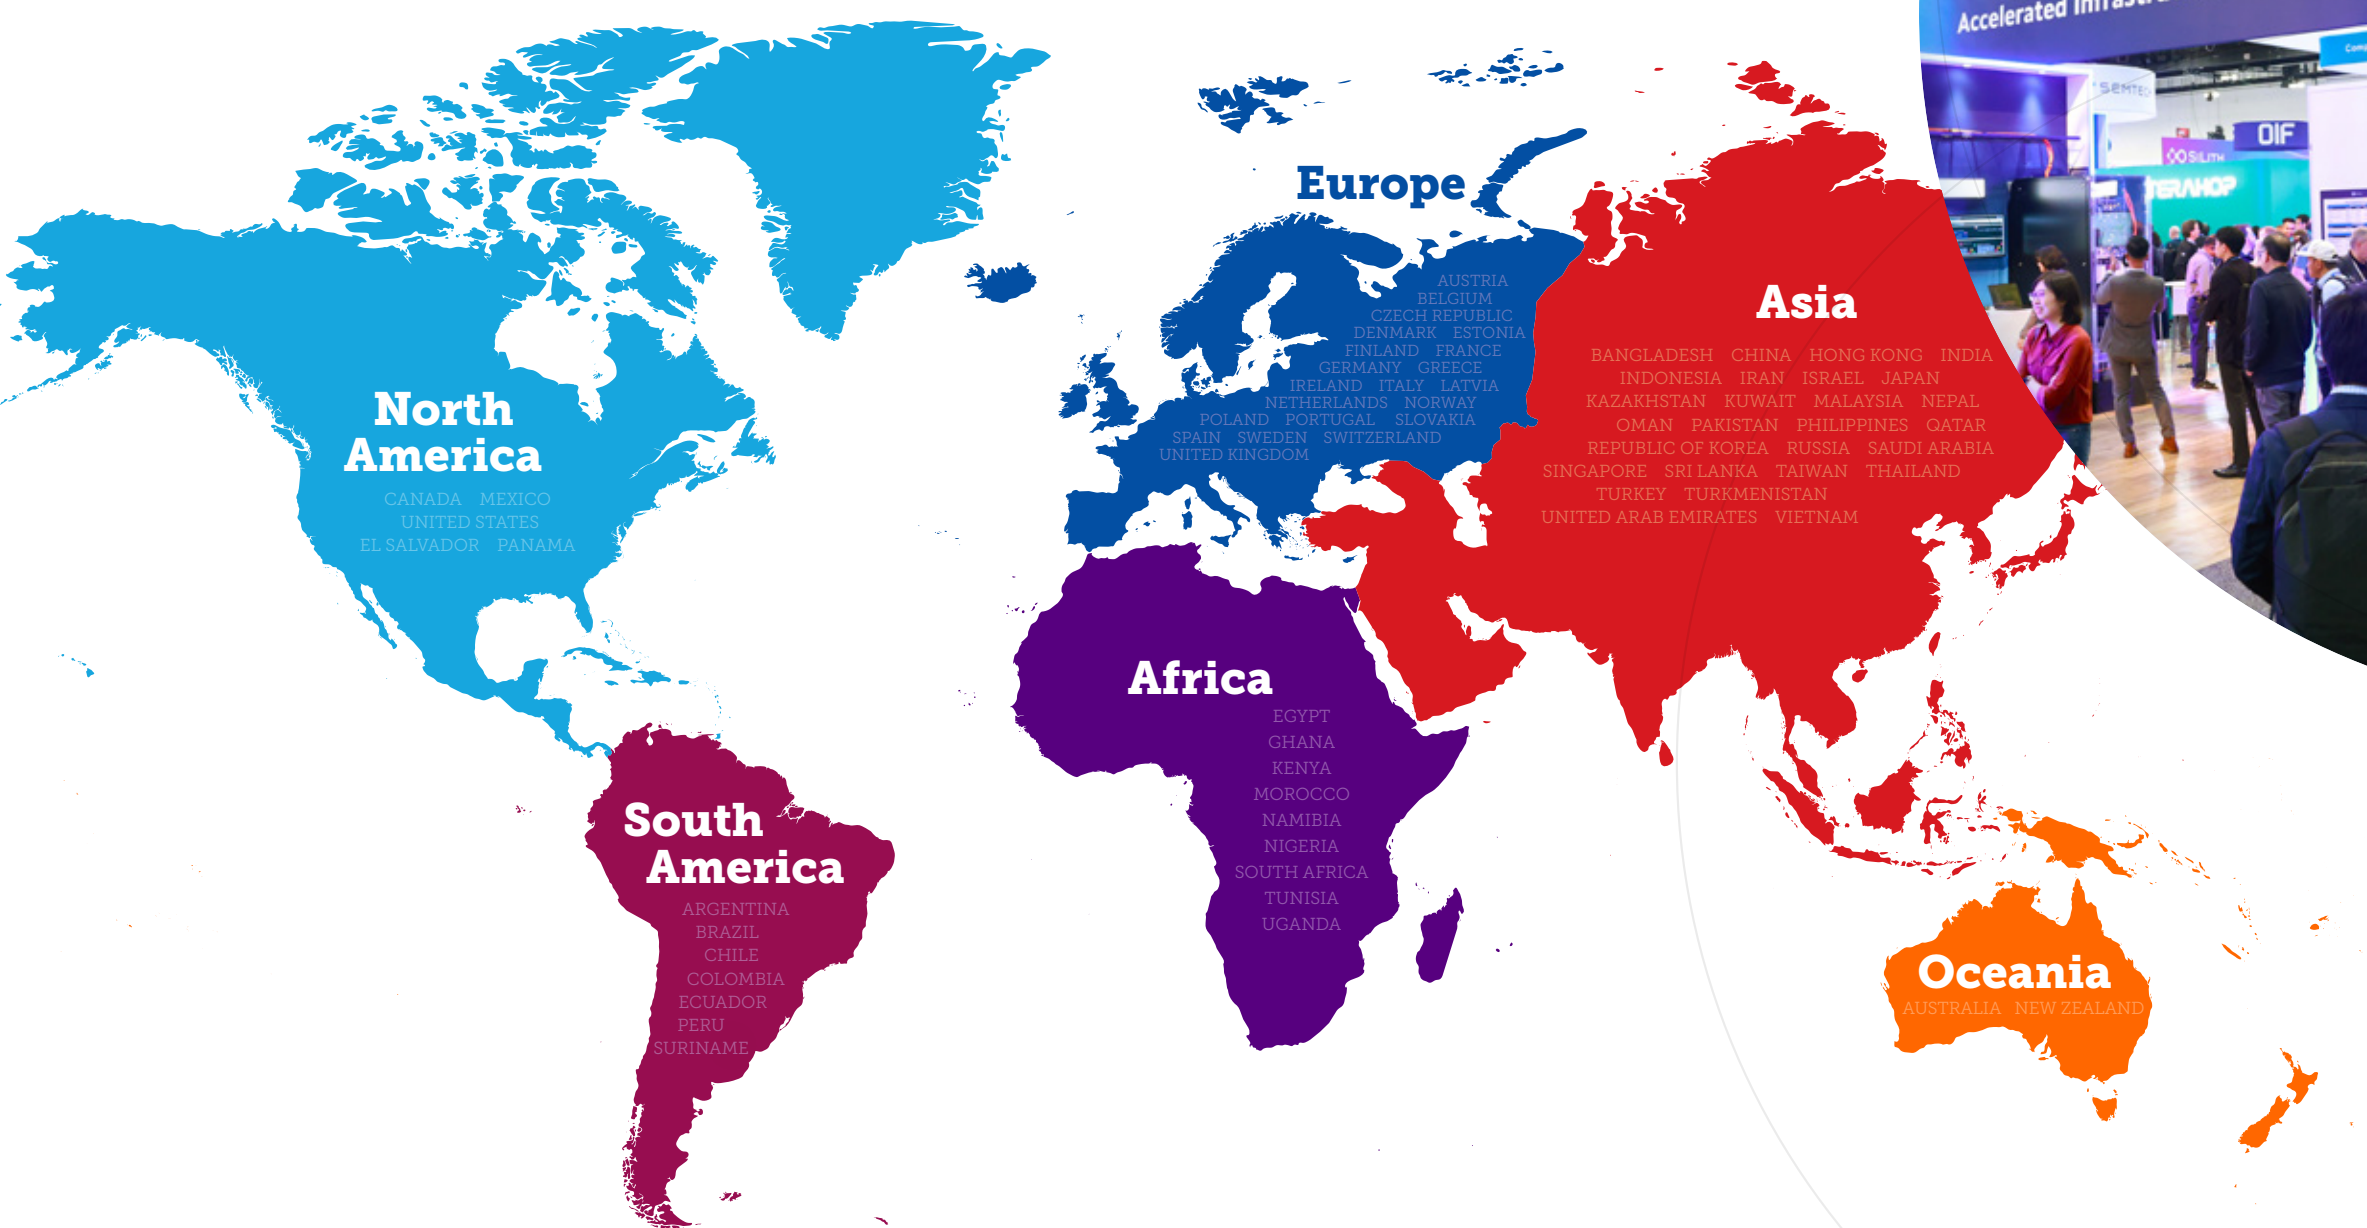 Accelerated
SEMTECH
OIF
SILITH
TERAHOP
Europe
AUSTRIA
BELGIUM
CZECH REPUBLIC
DENMARK ESTONIA
FINLAND FRANCE
GERMANY GREECE
IRELAND ITALY LATVIA
NETHERLANDS NORWAY
POLAND PORTUGAL SLOVAKIA
SPAIN SWEDEN SWITZERLAND
UNITED KINGDOM
Asia
BANGLADESH CHINA HONG KONG INDIA
INDONESIA IRAN ISRAEL JAPAN
KAZAKHSTAN KUWAIT MALAYSIA NEPAL
OMAN PAKISTAN PHILIPPINES QATAR
REPUBLIC OF KOREA RUSSIA SAUDI ARABIA
SINGAPORE SRI LANKA TAIWAN THAILAND
TURKEY TURKMENISTAN
UNITED ARAB EMIRATES VIETNAM
North
America
CANADA MEXICO
UNITED STATES
EL SALVADOR PANAMA
Africa
EGYPT
GHANA
KENYA
MOROCCO
NAMIBIA
NIGERIA
SOUTH AFRICA
TUNISIA
UGANDA
South
America
ARGENTINA
BRAZIL
CHILE
COLOMBIA
ECUADOR
PERU
SURINAME
Oceania
AUSTRALIA NEW ZEALAND